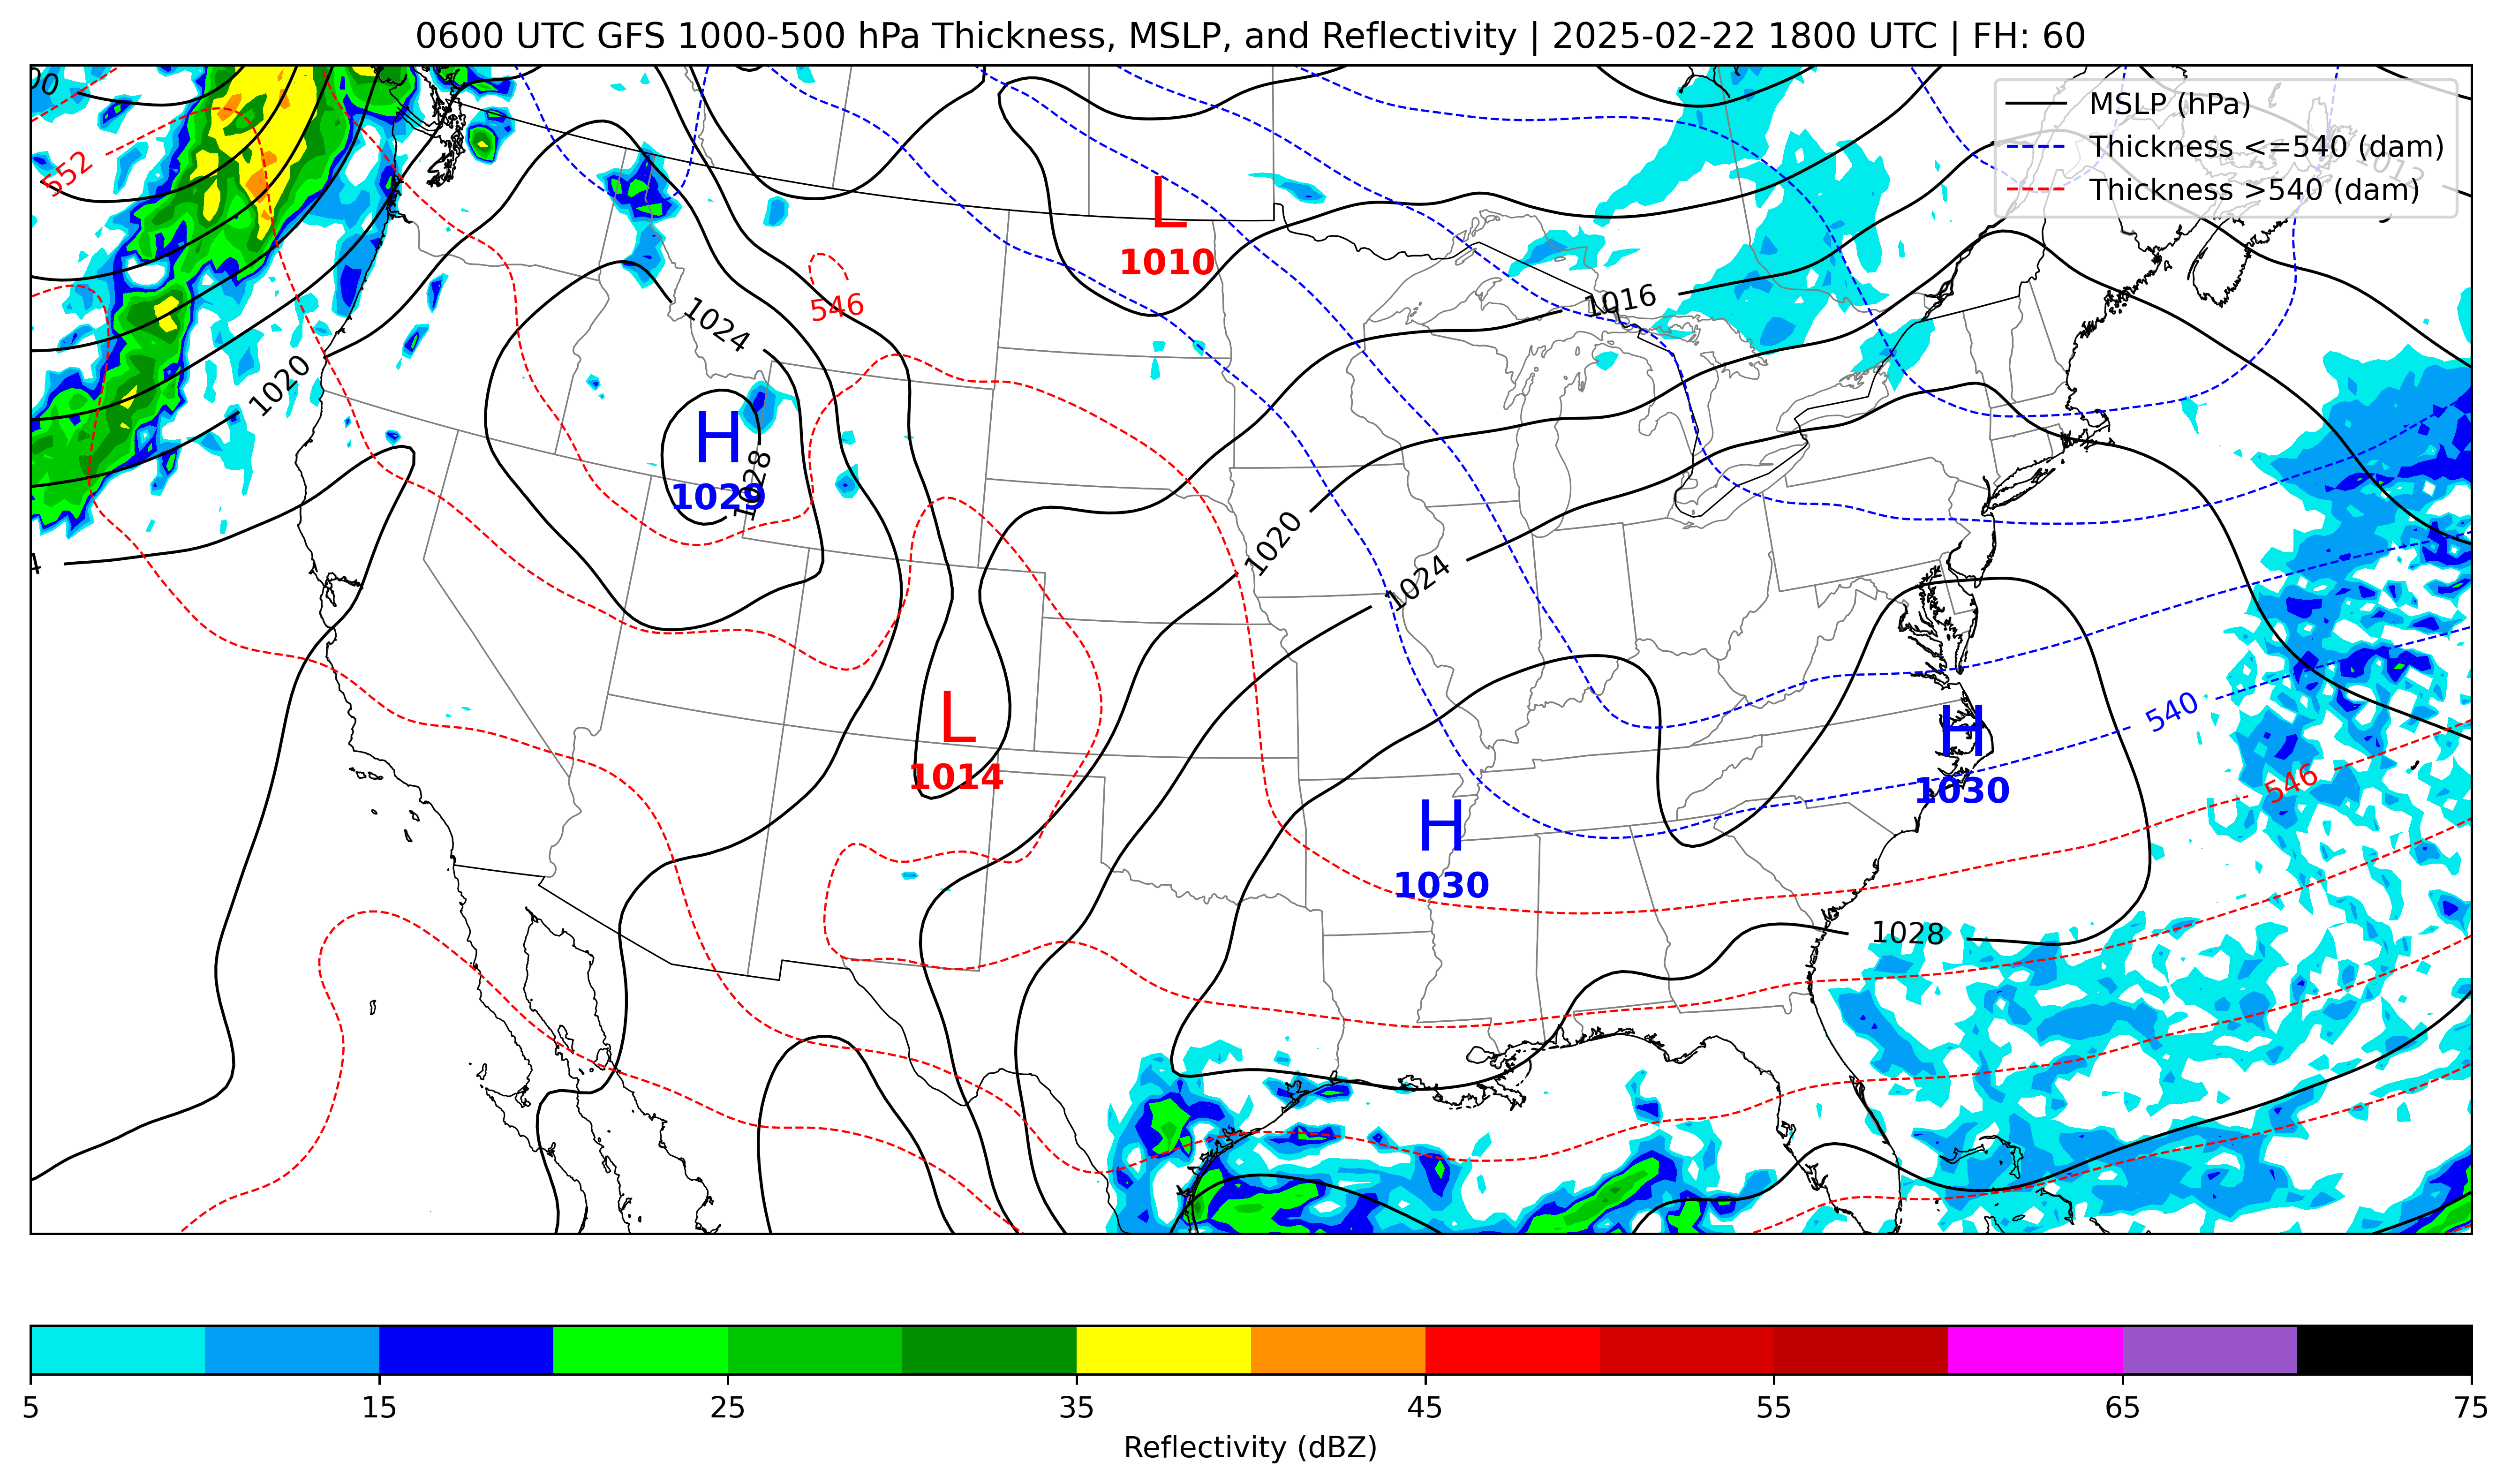 0600 UTC GFS 1000-500 hPa Thickness, MSLP, and Reflectivity | 2025-02-22 1800 UTC | FH: 60
MSLP (hPa)
Thickness <=540 (dam)
Thickness >540 (dam)
1012
552
L
1010
546
1016
1024
1020
H
1029
1028
1020
1024
L
1014
540
H
1030
546
H
1030
1028
5 15 25 35 45 55 65 75
Reflectivity (dBZ)